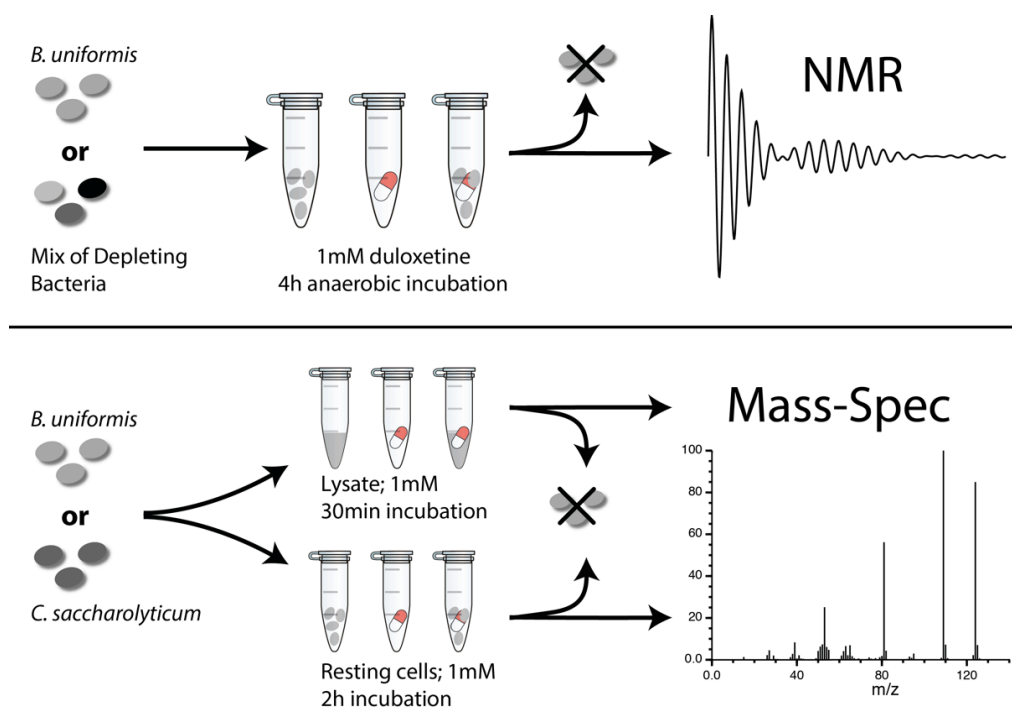 B. uniformis
or
Mix of Depleting
Bacteria
1mM duloxetine
4h anaerobic incubation
NMR
B. uniformis
or
C. saccharolyticum
Lysate; 1mM
30min incubation
Resting cells; 1mM
2h incubation
Mass-Spec
100
80
60
40
20
0.0
0.0 40 80 120
m/z